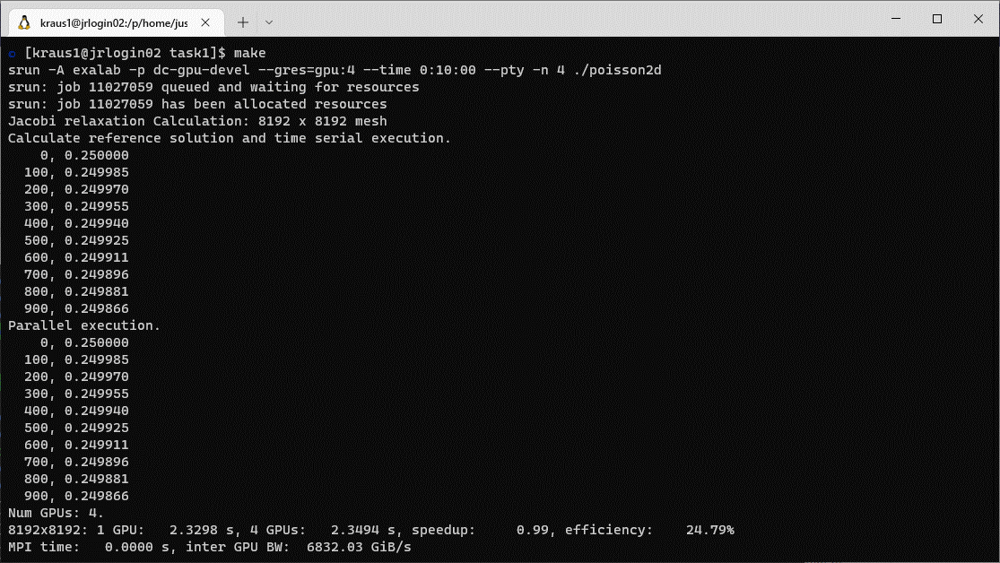 kraus1@jrlogin02:/p/home/jus
[kraus1@jrlogin02 task1]$ make
srun -A exalab -p dc-gpu-devel --gres=gpu:4 --time 0:10:00 --pty -n 4 ./poisson2d
srun: job 11027059 queued and waiting for resources
srun: job 11027059 has been allocated resources
Jacobi relaxation Calculation: 8192 x 8192 mesh
Calculate reference solution and time serial execution.
    0, 0.250000
  100, 0.249985
  200, 0.249970
  300, 0.249955
  400, 0.249940
  500, 0.249925
  600, 0.249911
  700, 0.249896
  800, 0.249881
  900, 0.249866
Parallel execution.
    0, 0.250000
  100, 0.249985
  200, 0.249970
  300, 0.249955
  400, 0.249940
  500, 0.249925
  600, 0.249911
  700, 0.249896
  800, 0.249881
  900, 0.249866
Num GPUs: 4.
8192x8192: 1 GPU:   2.3298 s, 4 GPUs:   2.3494 s, speedup:     0.99, efficiency:    24.79%
MPI time:   0.0000 s, inter GPU BW:  6832.03 GiB/s